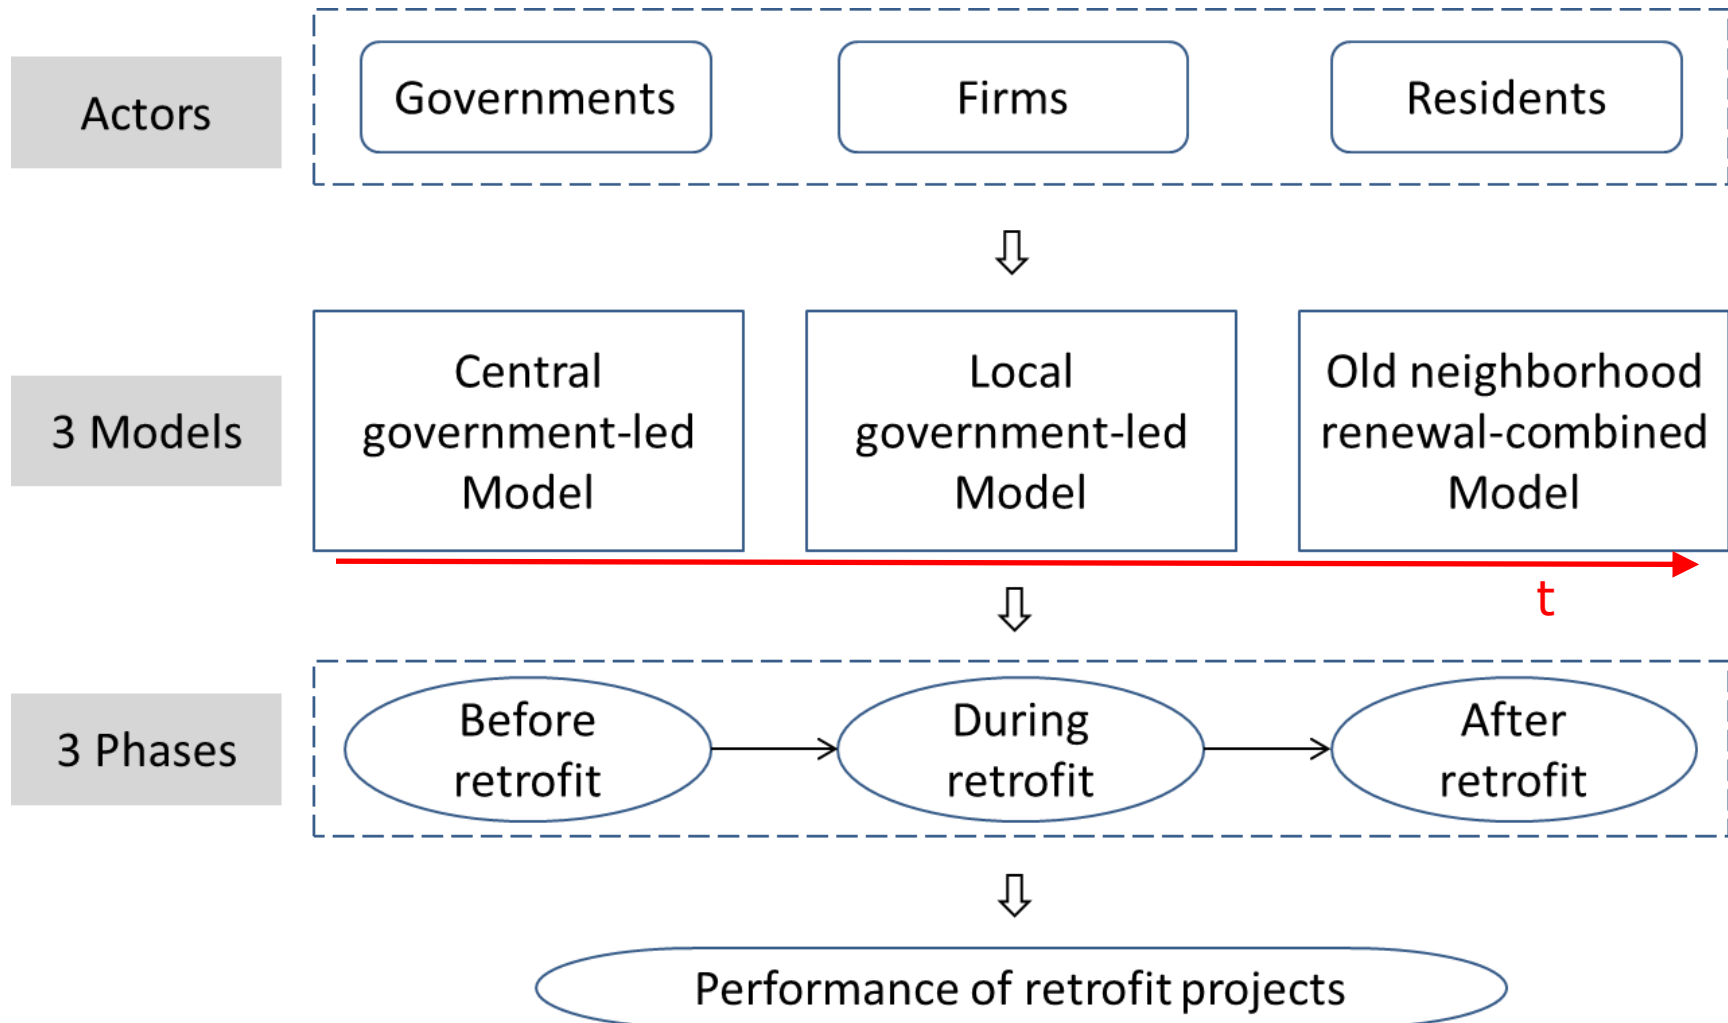 Actors
Governments
Firms
Residents
3 Models
Central
government-led
Model
Local
government-led
Model
Old neighborhood
renewal-combined
Model
t
3 Phases
Before
retrofit
During
retrofit
After
retrofit
Performance of retrofit projects